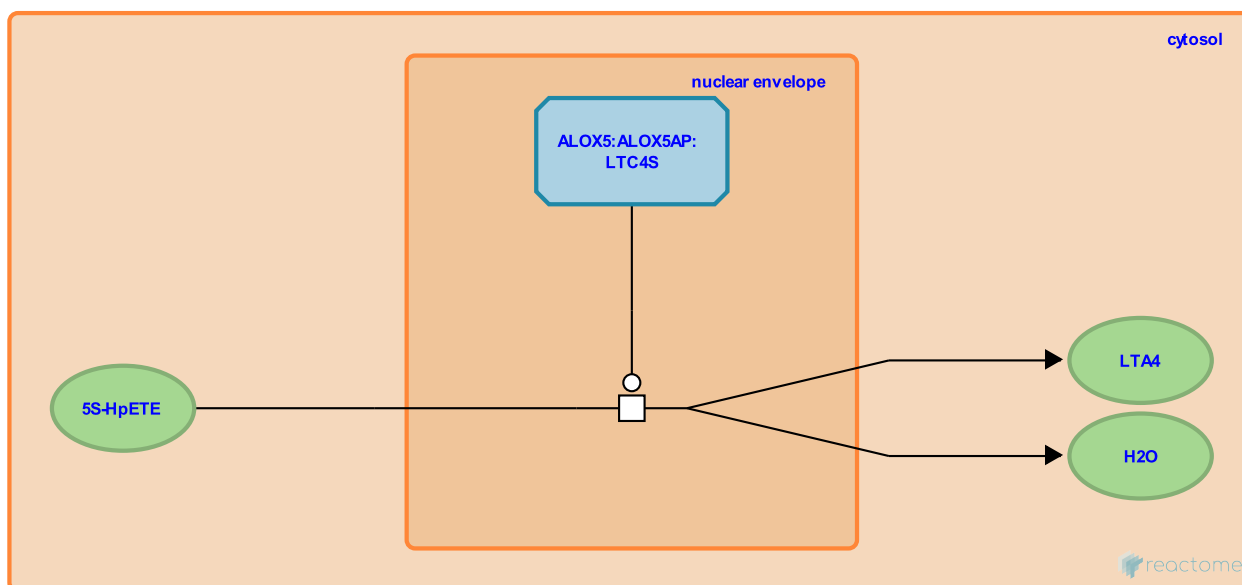 cytosol
nuclear envelope
ALOX5:ALOX5AP:
LTC4S
5S-HpETE
LTA4
H2O
reactome